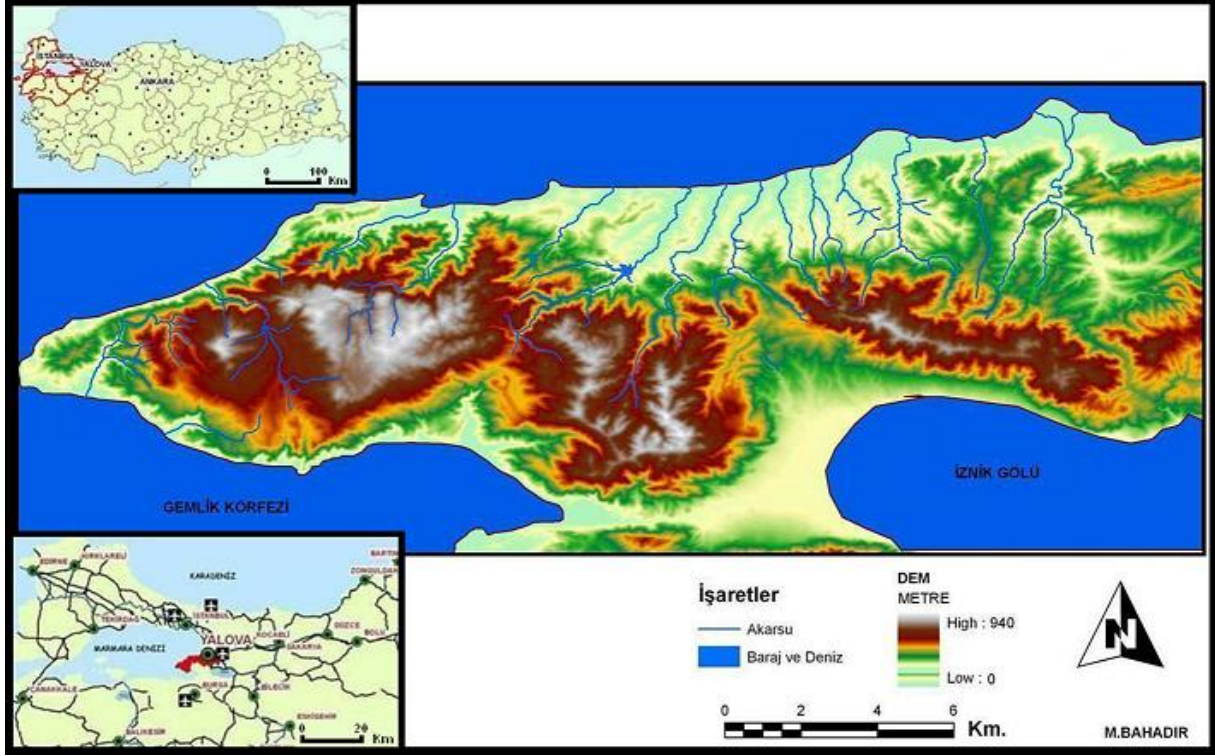 İSTANBUL
YALOVA
ANKARA
0 100
Km
GEMLİK KÖRFEZİ
İZNİK GÖLÜ
EDİRNE
KIRKLARELİ
BARTIN
ZONGULDAK
KARADENİZ
TEKİRDAĞ
İSTANBUL
YALOVA
KOCAELİ
SAKARYA
DÜZCE
BOLU
MARMARA DENİZİ
ÇANAKKALE
BURSA
BİLECİK
BALIKESİR
ESKİŞEHİR
0 20
Km
İşaretler
Akarsu
Baraj ve Deniz
DEM
METRE
High : 940
Low : 0
N
0 2 4 6
Km.
M.BAHADIR